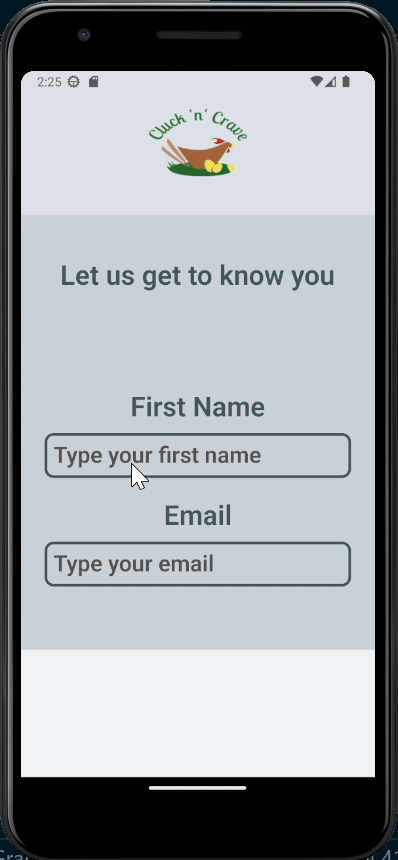 2:25
Cluck 'n' Crave
Let us get to know you
First Name
Type your first name
Email
Type your email